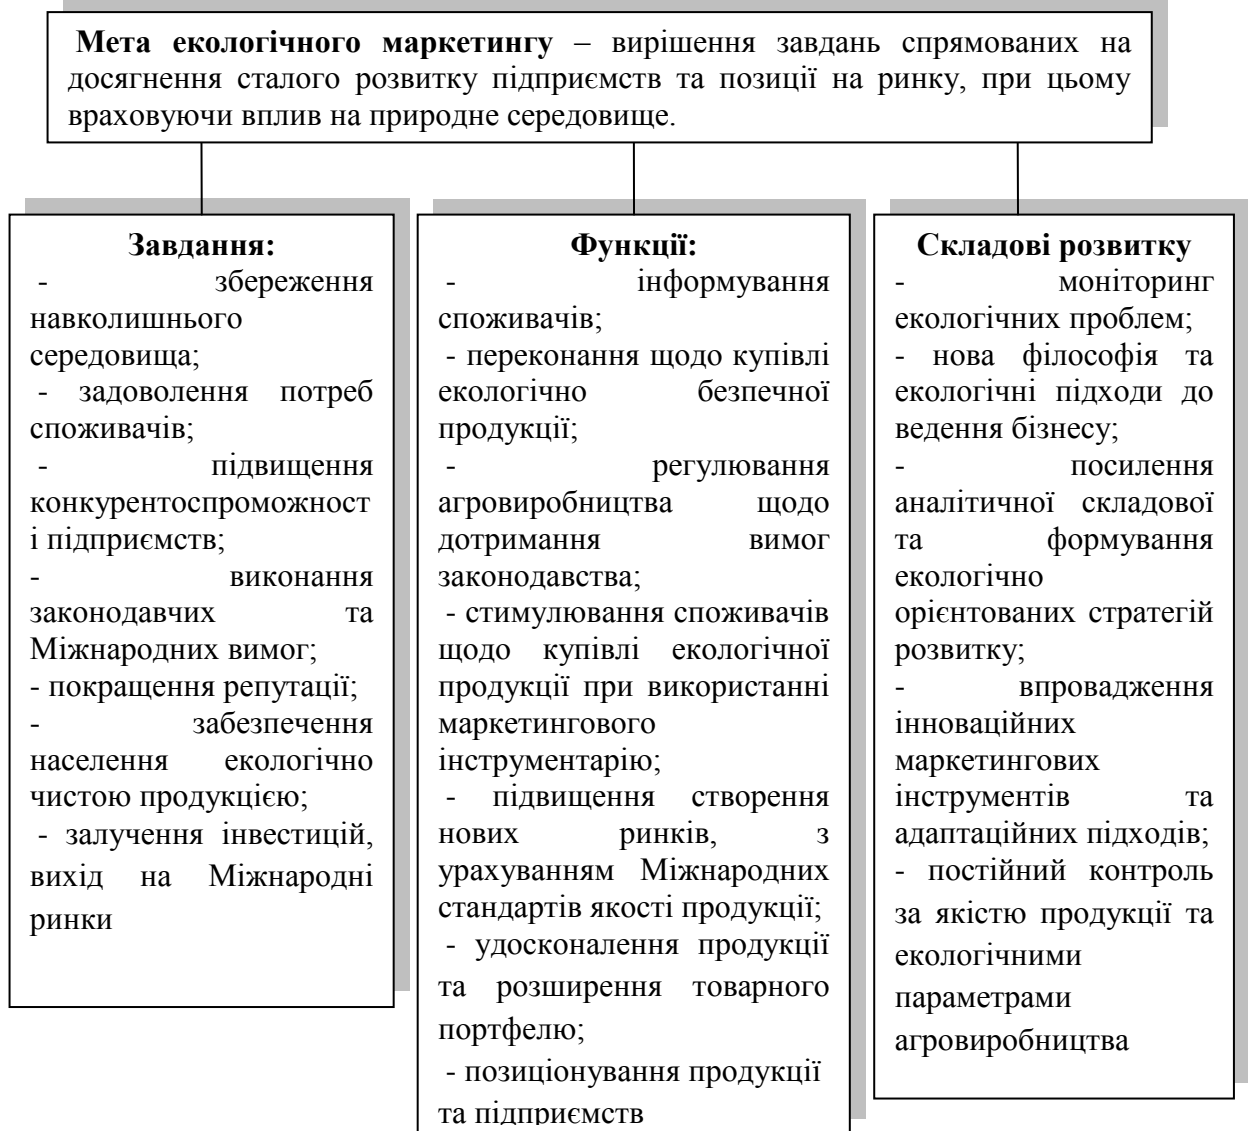 Мета екологічного маркетингу – вирішення завдань спрямованих на
досягнення сталого розвитку підприємств та позиції на ринку, при цьому
враховуючи вплив на природне середовище.
Завдання:
- збереження
навколишнього
середовища;
- задоволення потреб
споживачів;
- підвищення
конкурентоспроможност
і підприємств;
- виконання
законодавчих та
Міжнародних вимог;
- покращення репутації;
- забезпечення
населення екологічно
чистою продукцією;
- залучення інвестицій,
вихід на Міжнародні
ринки
Функції:
- інформування
споживачів;
- переконання щодо купівлі
екологічно безпечної
продукції;
- регулювання
агровиробництва щодо
дотримання вимог
законодавства;
- стимулювання споживачів
щодо купівлі екологічної
продукції при використанні
маркетингового
інструментарію;
- підвищення створення
нових ринків, з
урахуванням Міжнародних
стандартів якості продукції;
- удосконалення продукції
та розширення товарного
портфелю;
- позиціонування продукції
та підприємств
Складові розвитку
- моніторинг
екологічних проблем;
- нова філософія та
екологічні підходи до
ведення бізнесу;
- посилення
аналітичної складової
та формування
екологічно
орієнтованих стратегій
розвитку;
- впровадження
інноваційних
маркетингових
інструментів та
адаптаційних підходів;
- постійний контроль
за якістю продукції та
екологічними
параметрами
агровиробництва